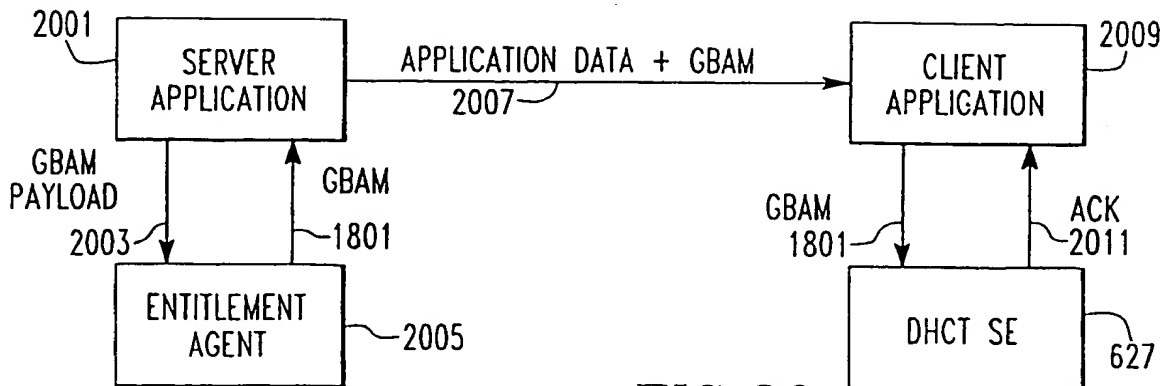 2001
SERVER
APPLICATION
APPLICATION DATA + GBAM
2007
2009
CLIENT
APPLICATION
GBAM
PAYLOAD
2003
GBAM
1801
GBAM
1801
ACK
2011
ENTITLEMENT
AGENT
2005
DHCT SE
627